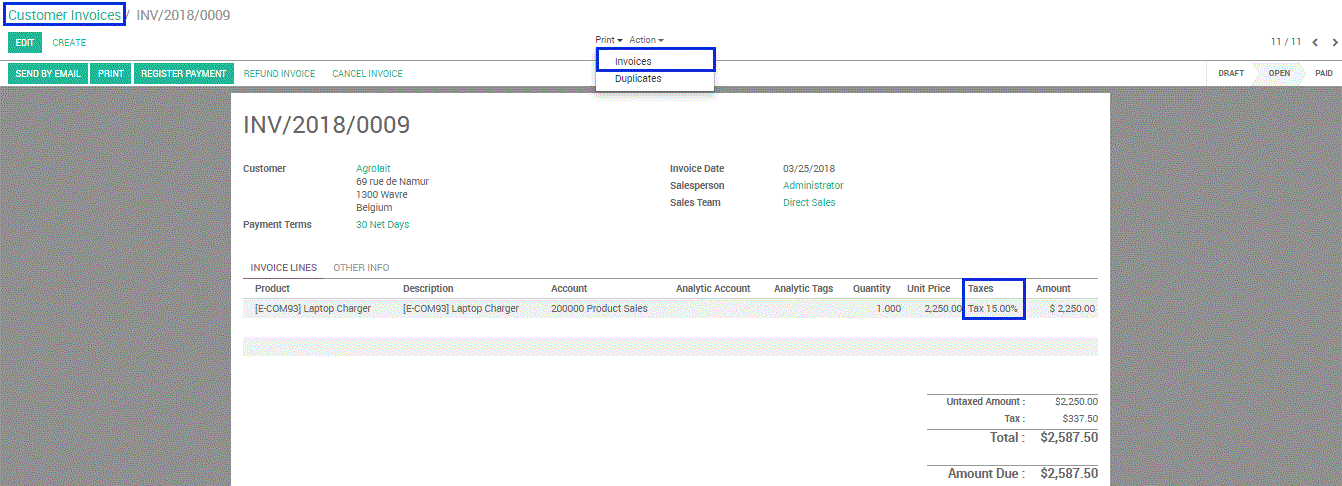 Customer Invoices / INV/2018/0009
EDIT CREATE Print Action 11 / 11
Invoices
Duplicates
SEND BY EMAIL PRINT REGISTER PAYMENT REFUND INVOICE CANCEL INVOICE DRAFT OPEN PAID
INV/2018/0009
Customer Agrolait
69 rue de Namur
1300 Wavre
Belgium
Payment Terms 30 Net Days
Invoice Date 03/25/2018
Salesperson Administrator
Sales Team Direct Sales
INVOICE LINES OTHER INFO
Product Description Account Analytic Account Analytic Tags Quantity Unit Price Taxes Amount
[E-COM93] Laptop Charger [E-COM93] Laptop Charger 200000 Product Sales 1.000 2,250.00 Tax 15.00% $ 2,250.00
Untaxed Amount : $2,250.00
Tax : $337.50
Total : $2,587.50
Amount Due : $2,587.50